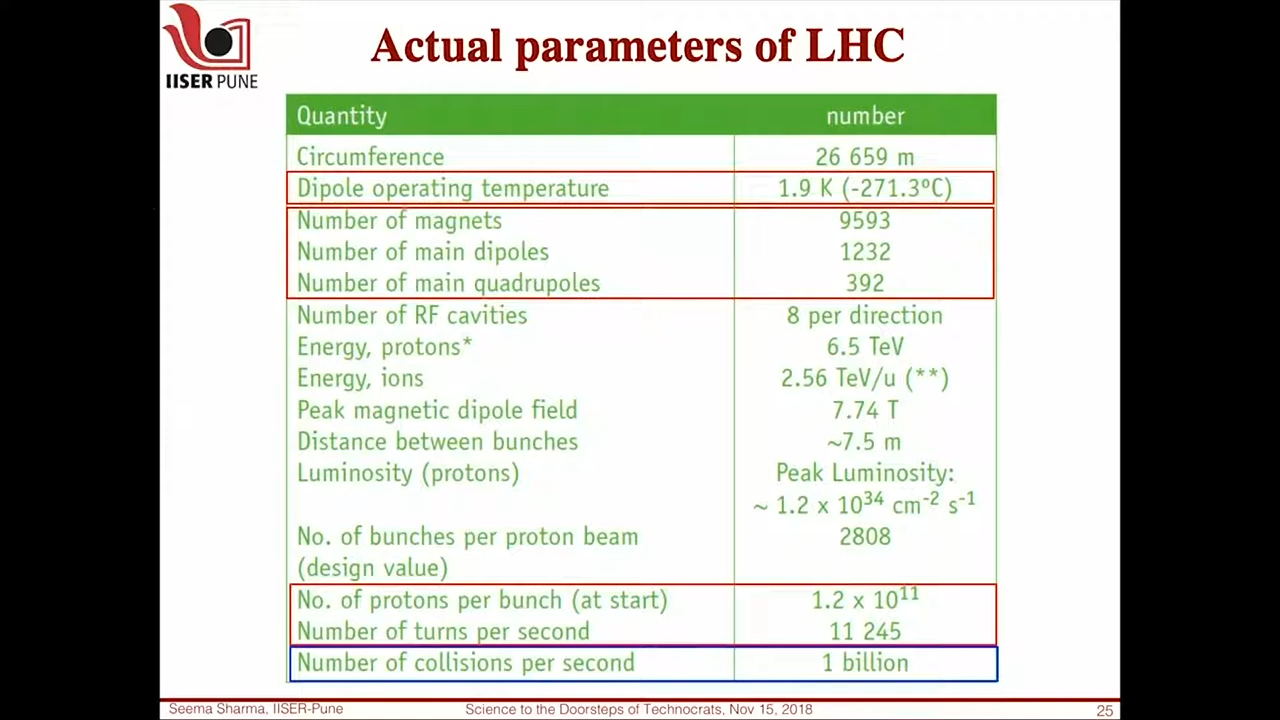 Actual parameters of LHC
IISER PUNE
Quantity number
Circumference 26 659 m
Dipole operating temperature 1.9 K (-271.3ºC)
Number of magnets 9593
Number of main dipoles 1232
Number of main quadrupoles 392
Number of RF cavities 8 per direction
Energy, protons* 6.5 TeV
Energy, ions 2.56 TeV/u (**)
Peak magnetic dipole field 7.74 T
Distance between bunches ~7.5 m
Luminosity (protons) Peak Luminosity:
~ 1.2 x 10³⁴ cm⁻² s⁻¹
No. of bunches per proton beam 2808
(design value)
No. of protons per bunch (at start) 1.2 x 10¹¹
Number of turns per second 11 245
Number of collisions per second 1 billion
Seema Sharma, IISER-Pune Science to the Doorsteps of Technocrats, Nov 15, 2018 25